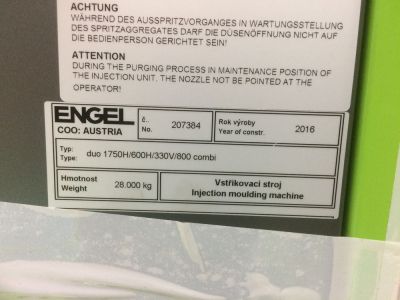 ACHTUNG
WÄHREND DES AUSSPRITZVORGANGES IN WARTUNGSSTELLUNG
DES SPRITZAGGREGATES DARF DIE DÜSENÖFFNUNG NICHT AUF
DIE BEDIENPERSON GERICHTET SEIN!
ATTENTION
DURING THE PURGING PROCESS IN MAINTENANCE POSITION OF
THE INJECTION UNIT. THE NOZZLE NOT BE POINTED AT THE
OPERATOR!
ENGEL
COO: AUSTRIA
č.
No. 207384
Rok výroby
Year of constr. 2016
Typ:
Type: duo 1750H/600H/330V/800 combi
Hmotnost
Weight 28.000 kg
Vstřikovací stroj
Injection moulding machine